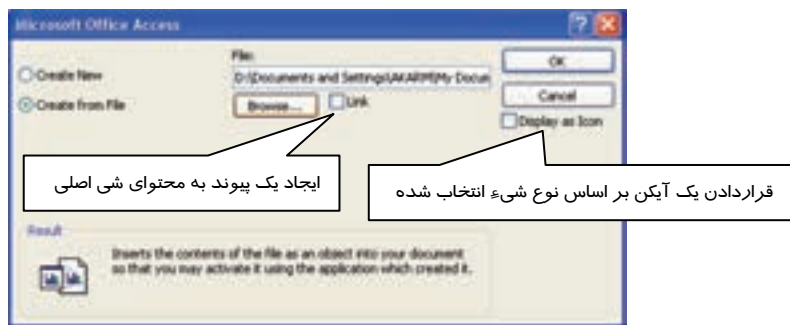 Microsoft Office Access
File:
Create New
D:\Documents and Settings\AKARMI\My Docum
Create from File
Browse...
Link
OK
Cancel
Display as Icon
ایجاد یک پیوند به محتوای شی اصلی
قراردادن یک آیکن بر اساس نوع شیءِ انتخاب شده
Result
Inserts the contents of the file as an object into your document
so that you may activate it using the application which created it.